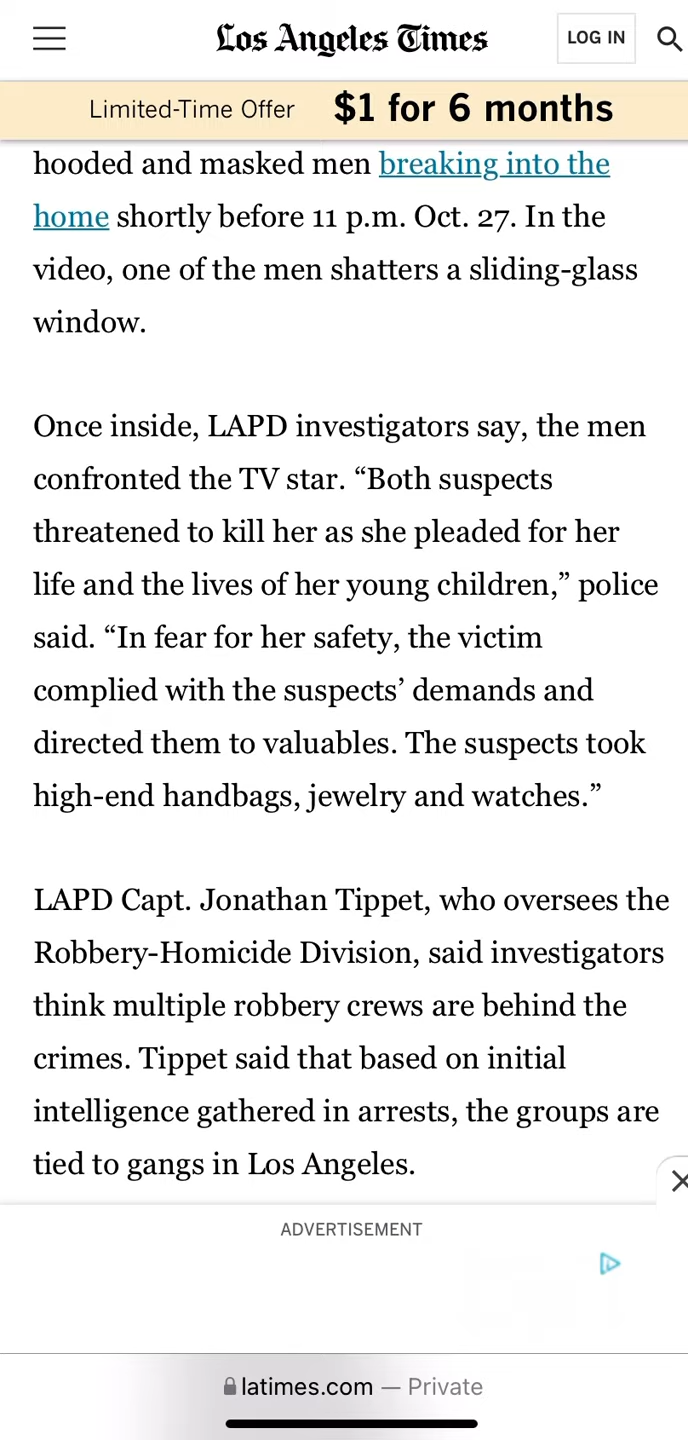 Los Angeles Times
LOG IN
Limited-Time Offer $1 for 6 months
hooded and masked men breaking into the
home shortly before 11 p.m. Oct. 27. In the
video, one of the men shatters a sliding-glass
window.
Once inside, LAPD investigators say, the men
confronted the TV star. “Both suspects
threatened to kill her as she pleaded for her
life and the lives of her young children,” police
said. “In fear for her safety, the victim
complied with the suspects’ demands and
directed them to valuables. The suspects took
high-end handbags, jewelry and watches.”
LAPD Capt. Jonathan Tippet, who oversees the
Robbery-Homicide Division, said investigators
think multiple robbery crews are behind the
crimes. Tippet said that based on initial
intelligence gathered in arrests, the groups are
tied to gangs in Los Angeles.
ADVERTISEMENT
latimes.com — Private